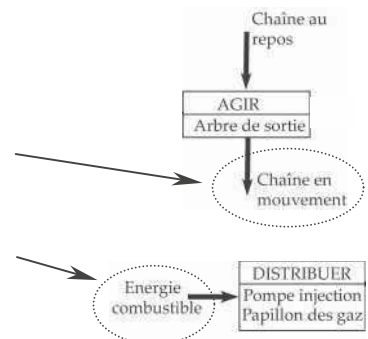 Chaîne au
repos
AGIR
Arbre de sortie
Chaîne en
mouvement
Energie
combustible
DISTRIBUER
Pompe injection
Papillon des gaz